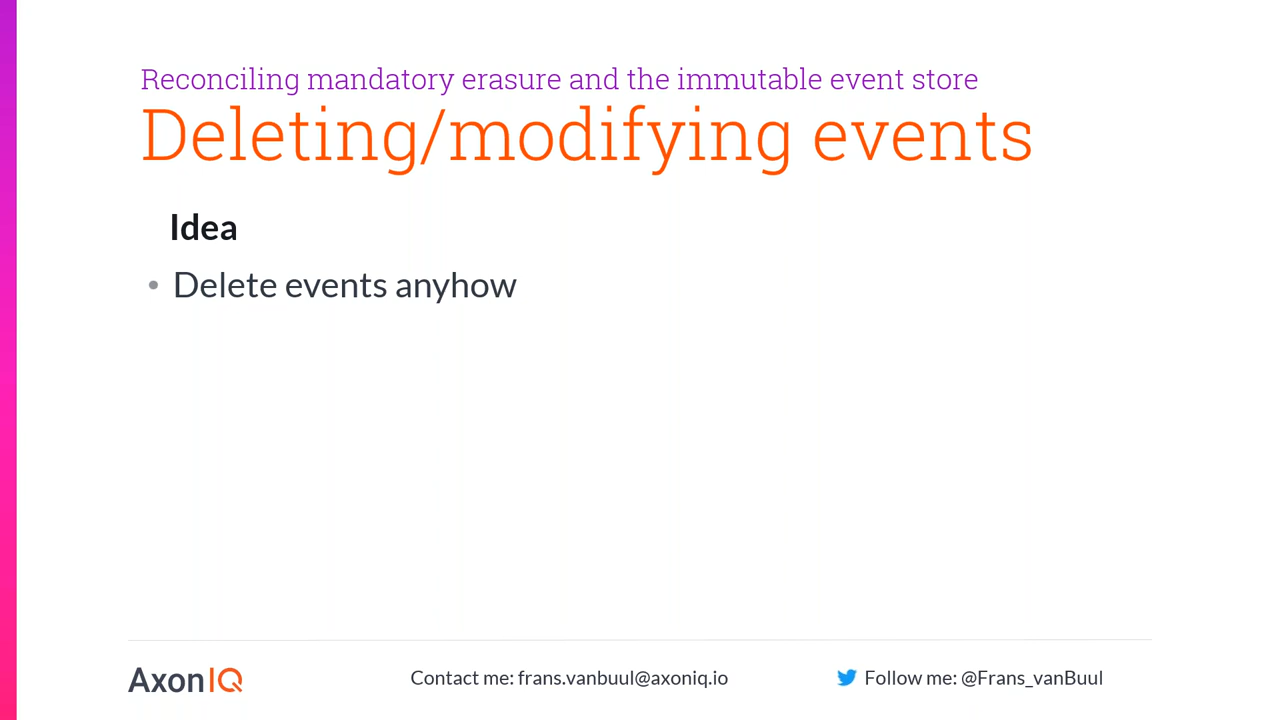 Reconciling mandatory erasure and the immutable event store
Deleting/modifying events
Idea
• Delete events anyhow
AxonIQ
Contact me: frans.vanbuul@axoniq.io
Follow me: @Frans_vanBuul